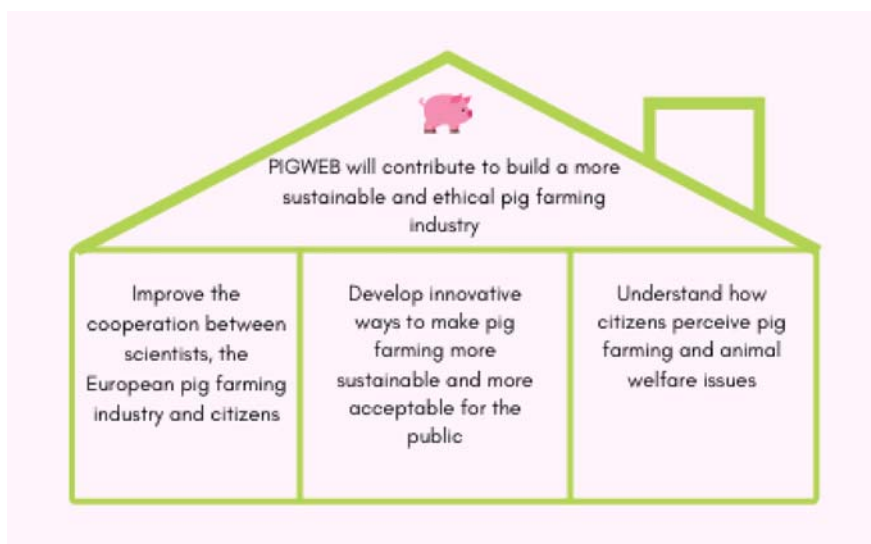 PIGWEB will contribute to build a more
sustainable and ethical pig farming
industry
Improve the
cooperation between
scientists, the
European pig farming
industry and citizens
Develop innovative
ways to make pig
farming more
sustainable and more
acceptable for the
public
Understand how
citizens perceive pig
farming and animal
welfare issues